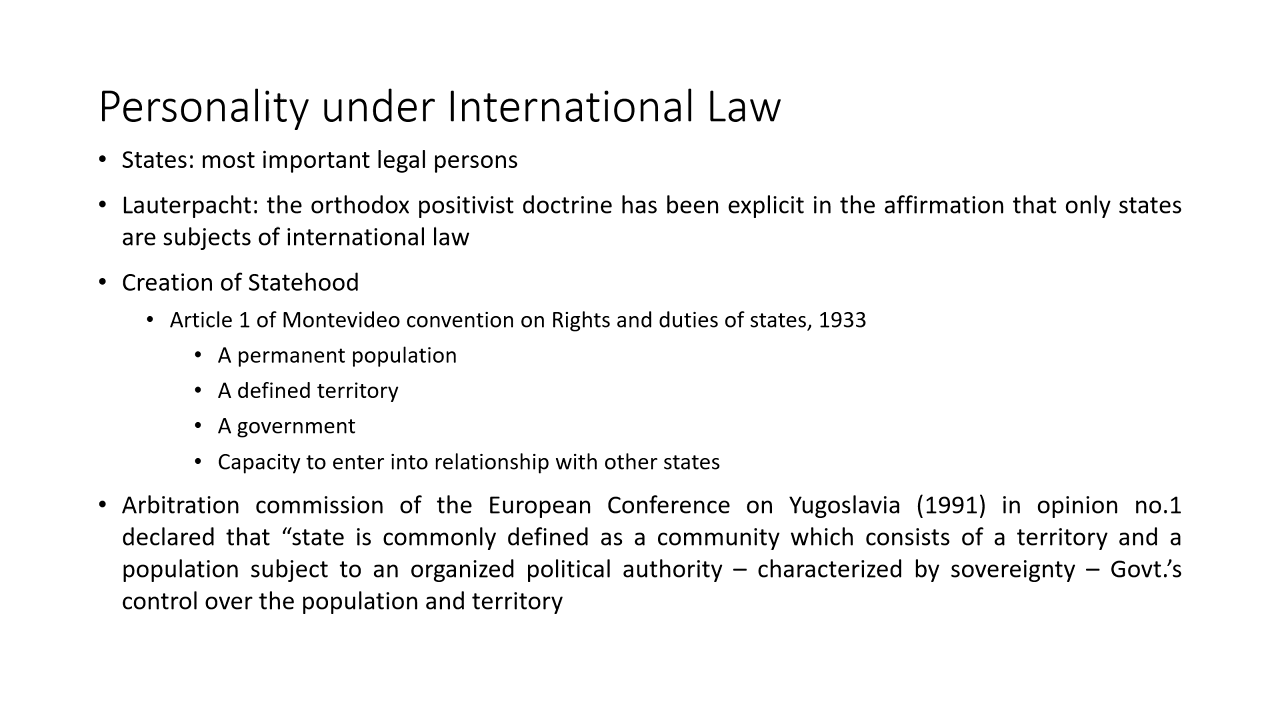 Personality under International Law
• States: most important legal persons
• Lauterpacht: the orthodox positivist doctrine has been explicit in the affirmation that only states
are subjects of international law
• Creation of Statehood
• Article 1 of Montevideo convention on Rights and duties of states, 1933
• A permanent population
• A defined territory
• A government
• Capacity to enter into relationship with other states
• Arbitration commission of the European Conference on Yugoslavia (1991) in opinion no.1
declared that “state is commonly defined as a community which consists of a territory and a
population subject to an organized political authority – characterized by sovereignty – Govt.’s
control over the population and territory